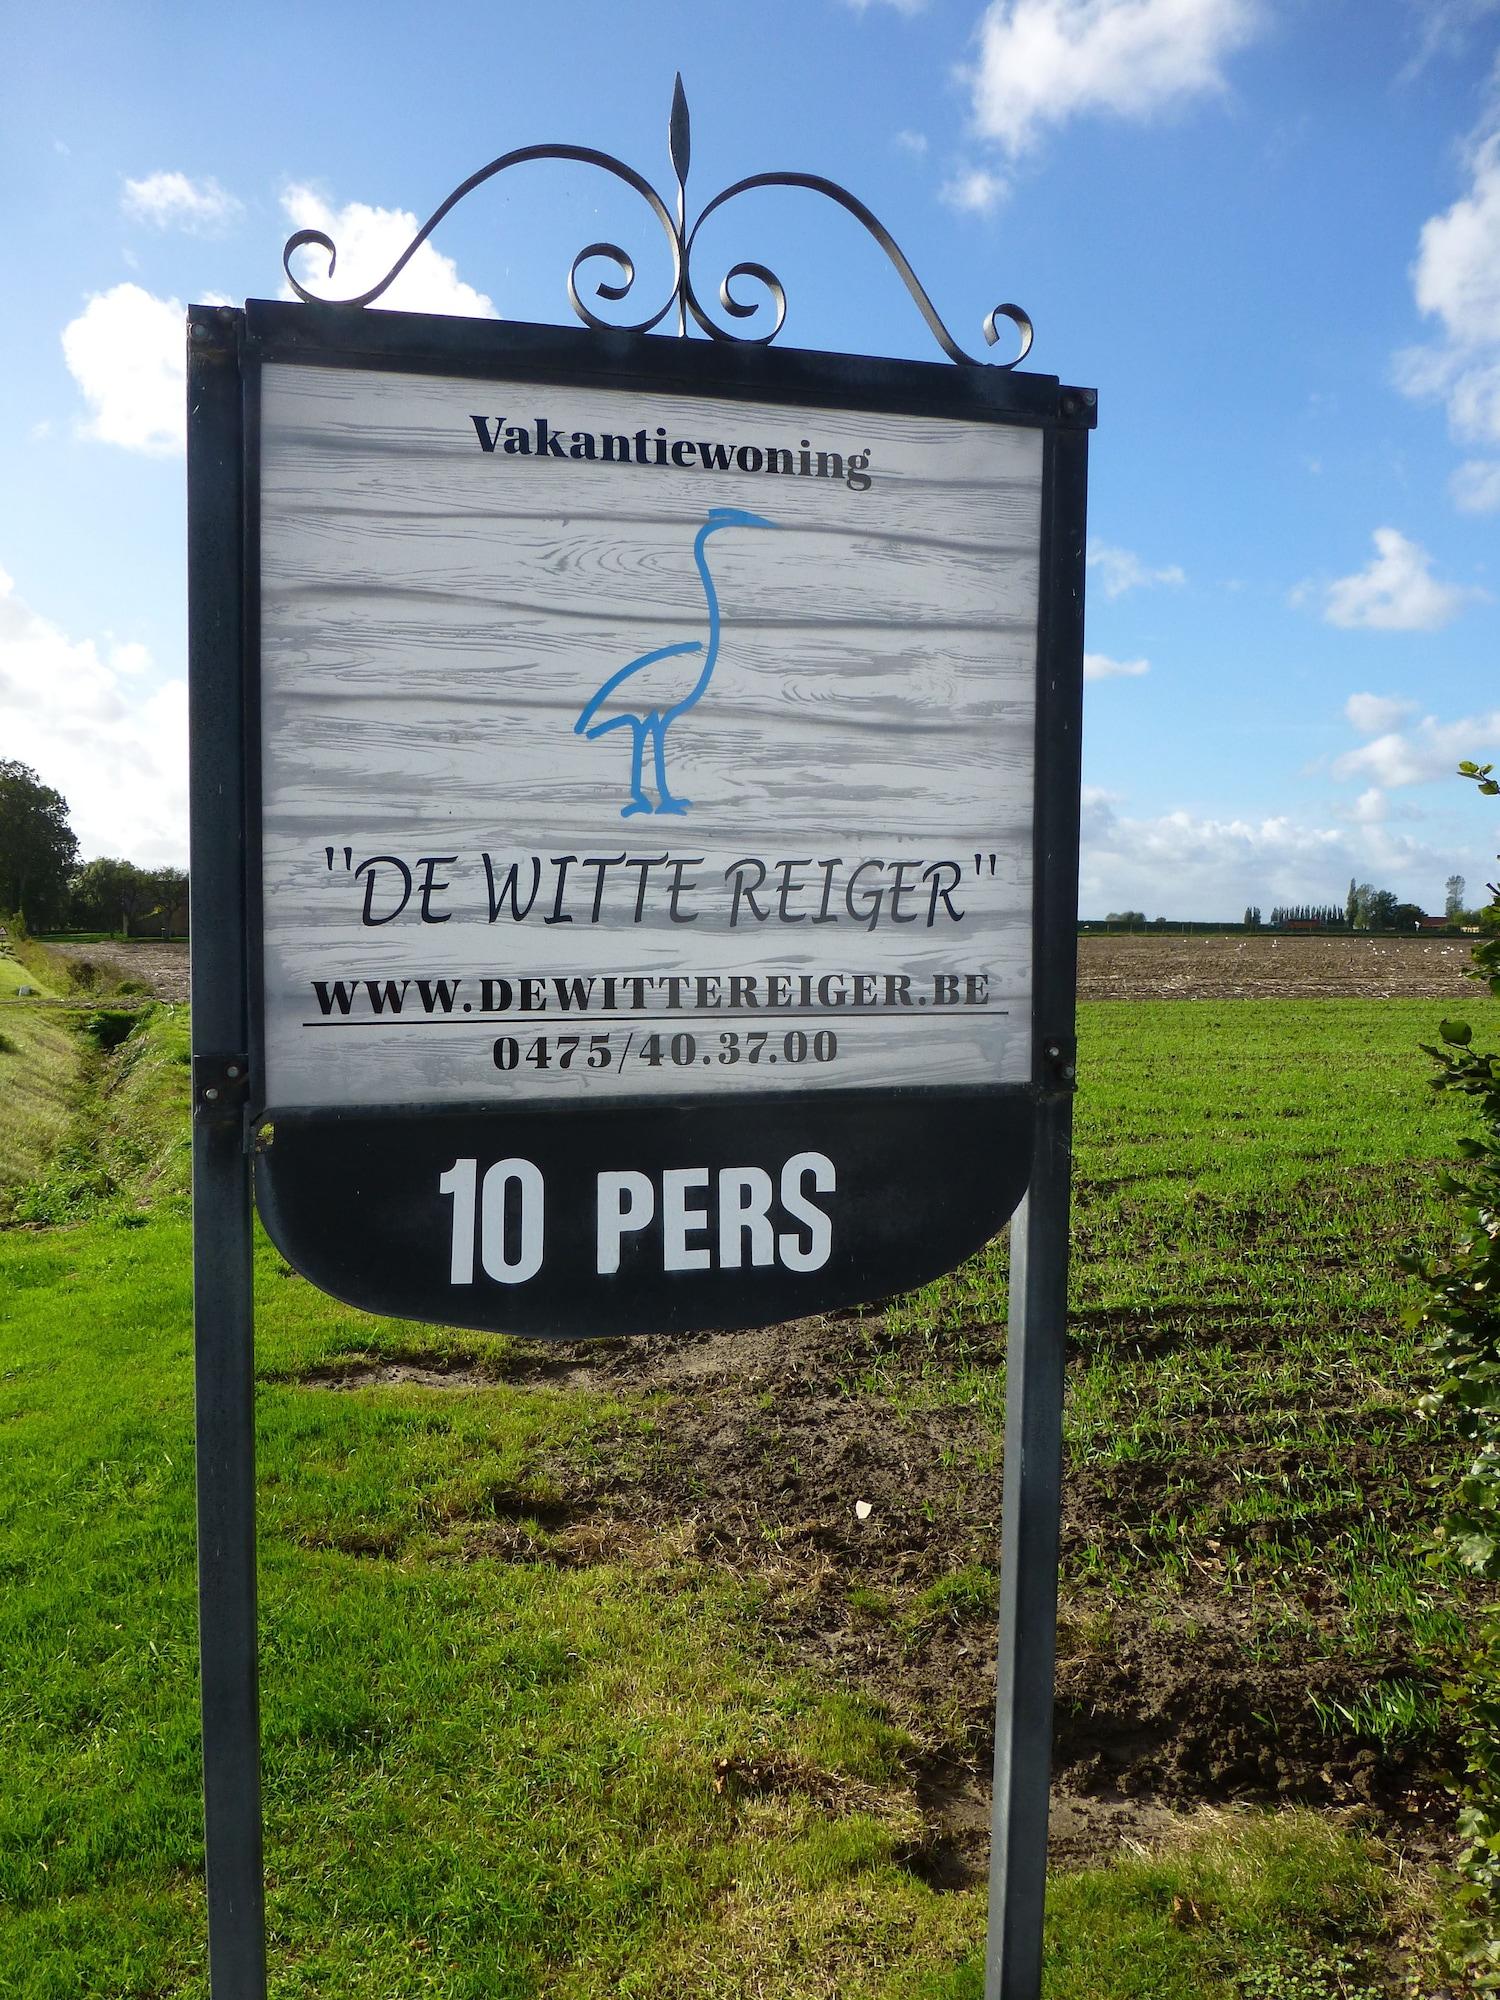 Vakantiewoning
"DE WITTE REIGER"
WWW.DEWITTEREIGER.BE
0475/40.37.00
10 PERS